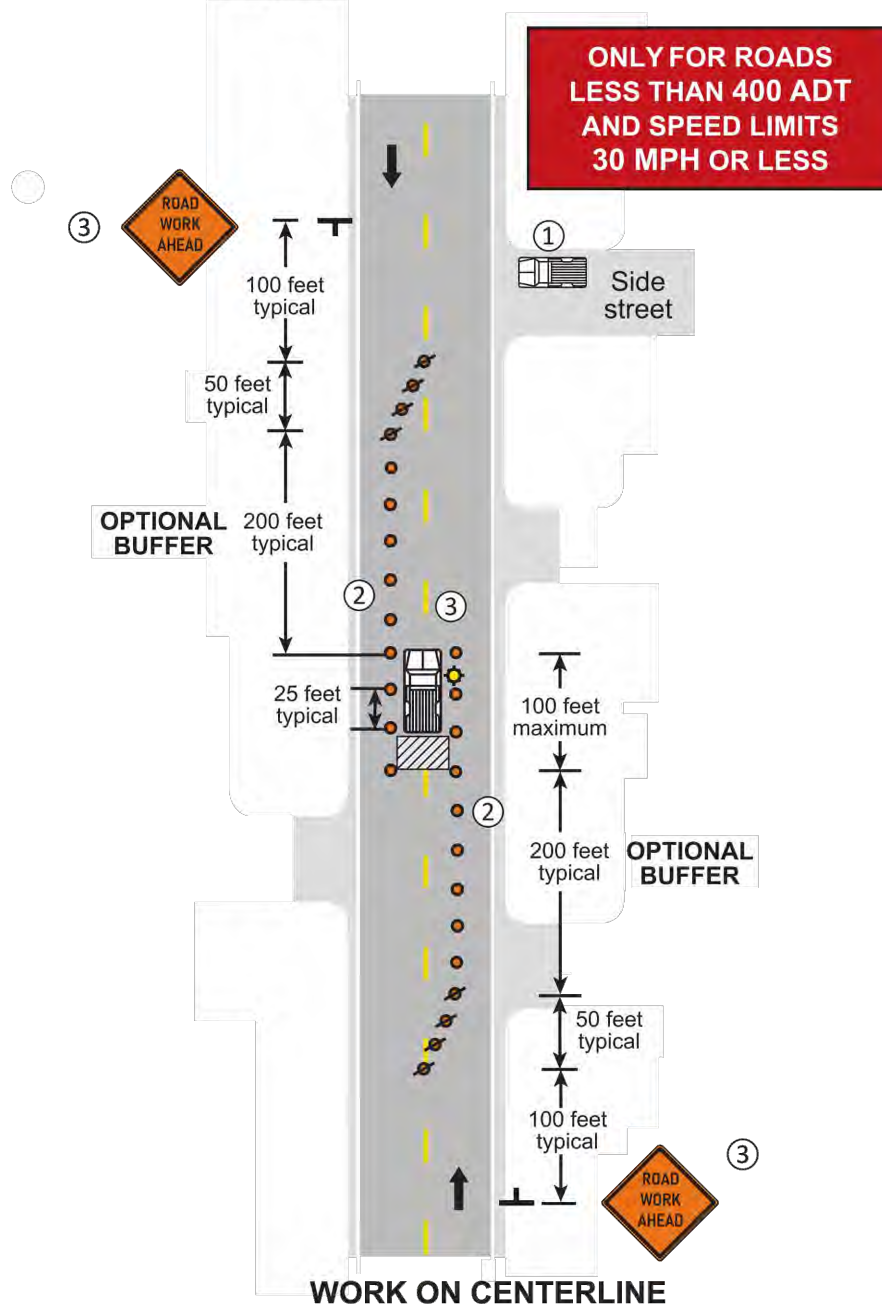 ONLY FOR ROADS
LESS THAN 400 ADT
AND SPEED LIMITS
30 MPH OR LESS
ROAD
WORK
AHEAD
③
①
Side
street
100 feet
typical
50 feet
typical
OPTIONAL
BUFFER
200 feet
typical
②
③
25 feet
typical
100 feet
maximum
②
200 feet
typical
OPTIONAL
BUFFER
50 feet
typical
100 feet
typical
③
ROAD
WORK
AHEAD
WORK ON CENTERLINE